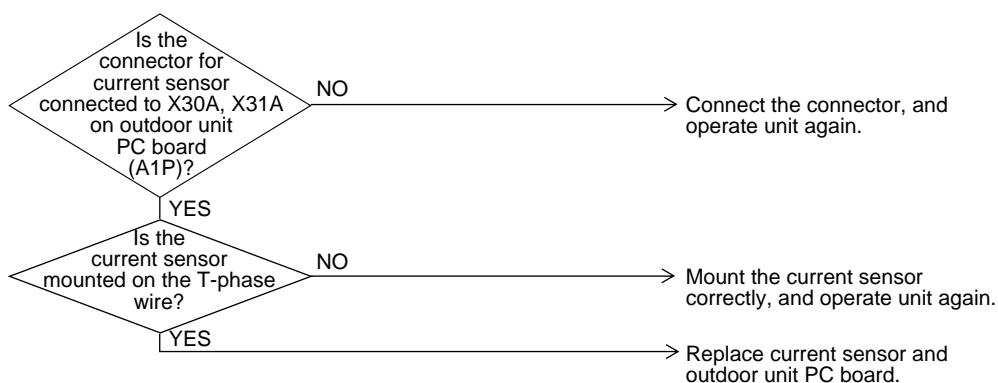 Is the
connector for
current sensor
connected to X30A, X31A
on outdoor unit
PC board
(A1P)?
NO
Connect the connector, and
operate unit again.
YES
Is the
current sensor
mounted on the T-phase
wire?
NO
Mount the current sensor
correctly, and operate unit again.
YES
Replace current sensor and
outdoor unit PC board.